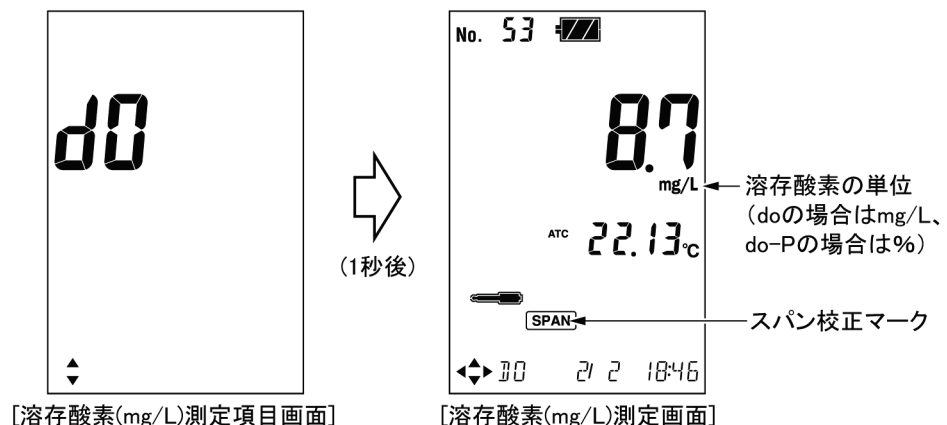 d0
(1秒後)
No. 53
8.7
mg/L
ATC 22.13℃
SPAN
DO 21 2 18:46
溶存酸素の単位
(doの場合はmg/L、
do-Pの場合は%)
スパン校正マーク
[溶存酸素(mg/L)測定項目画面]
[溶存酸素(mg/L)測定画面]